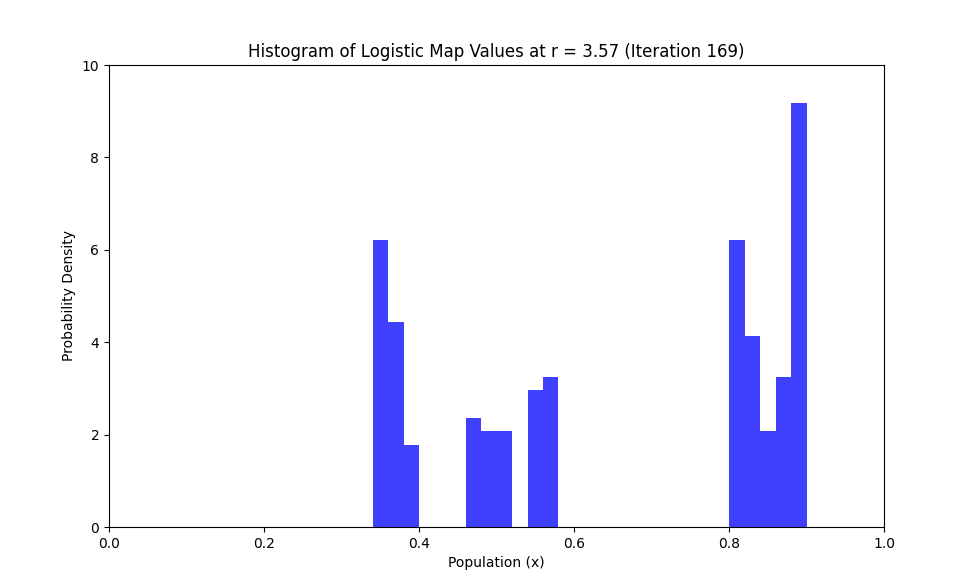 Histogram of Logistic Map Values at r = 3.57 (Iteration 169)
10
8
6
4
2
0
Probability Density
0.0 0.2 0.4 0.6 0.8 1.0
Population (x)